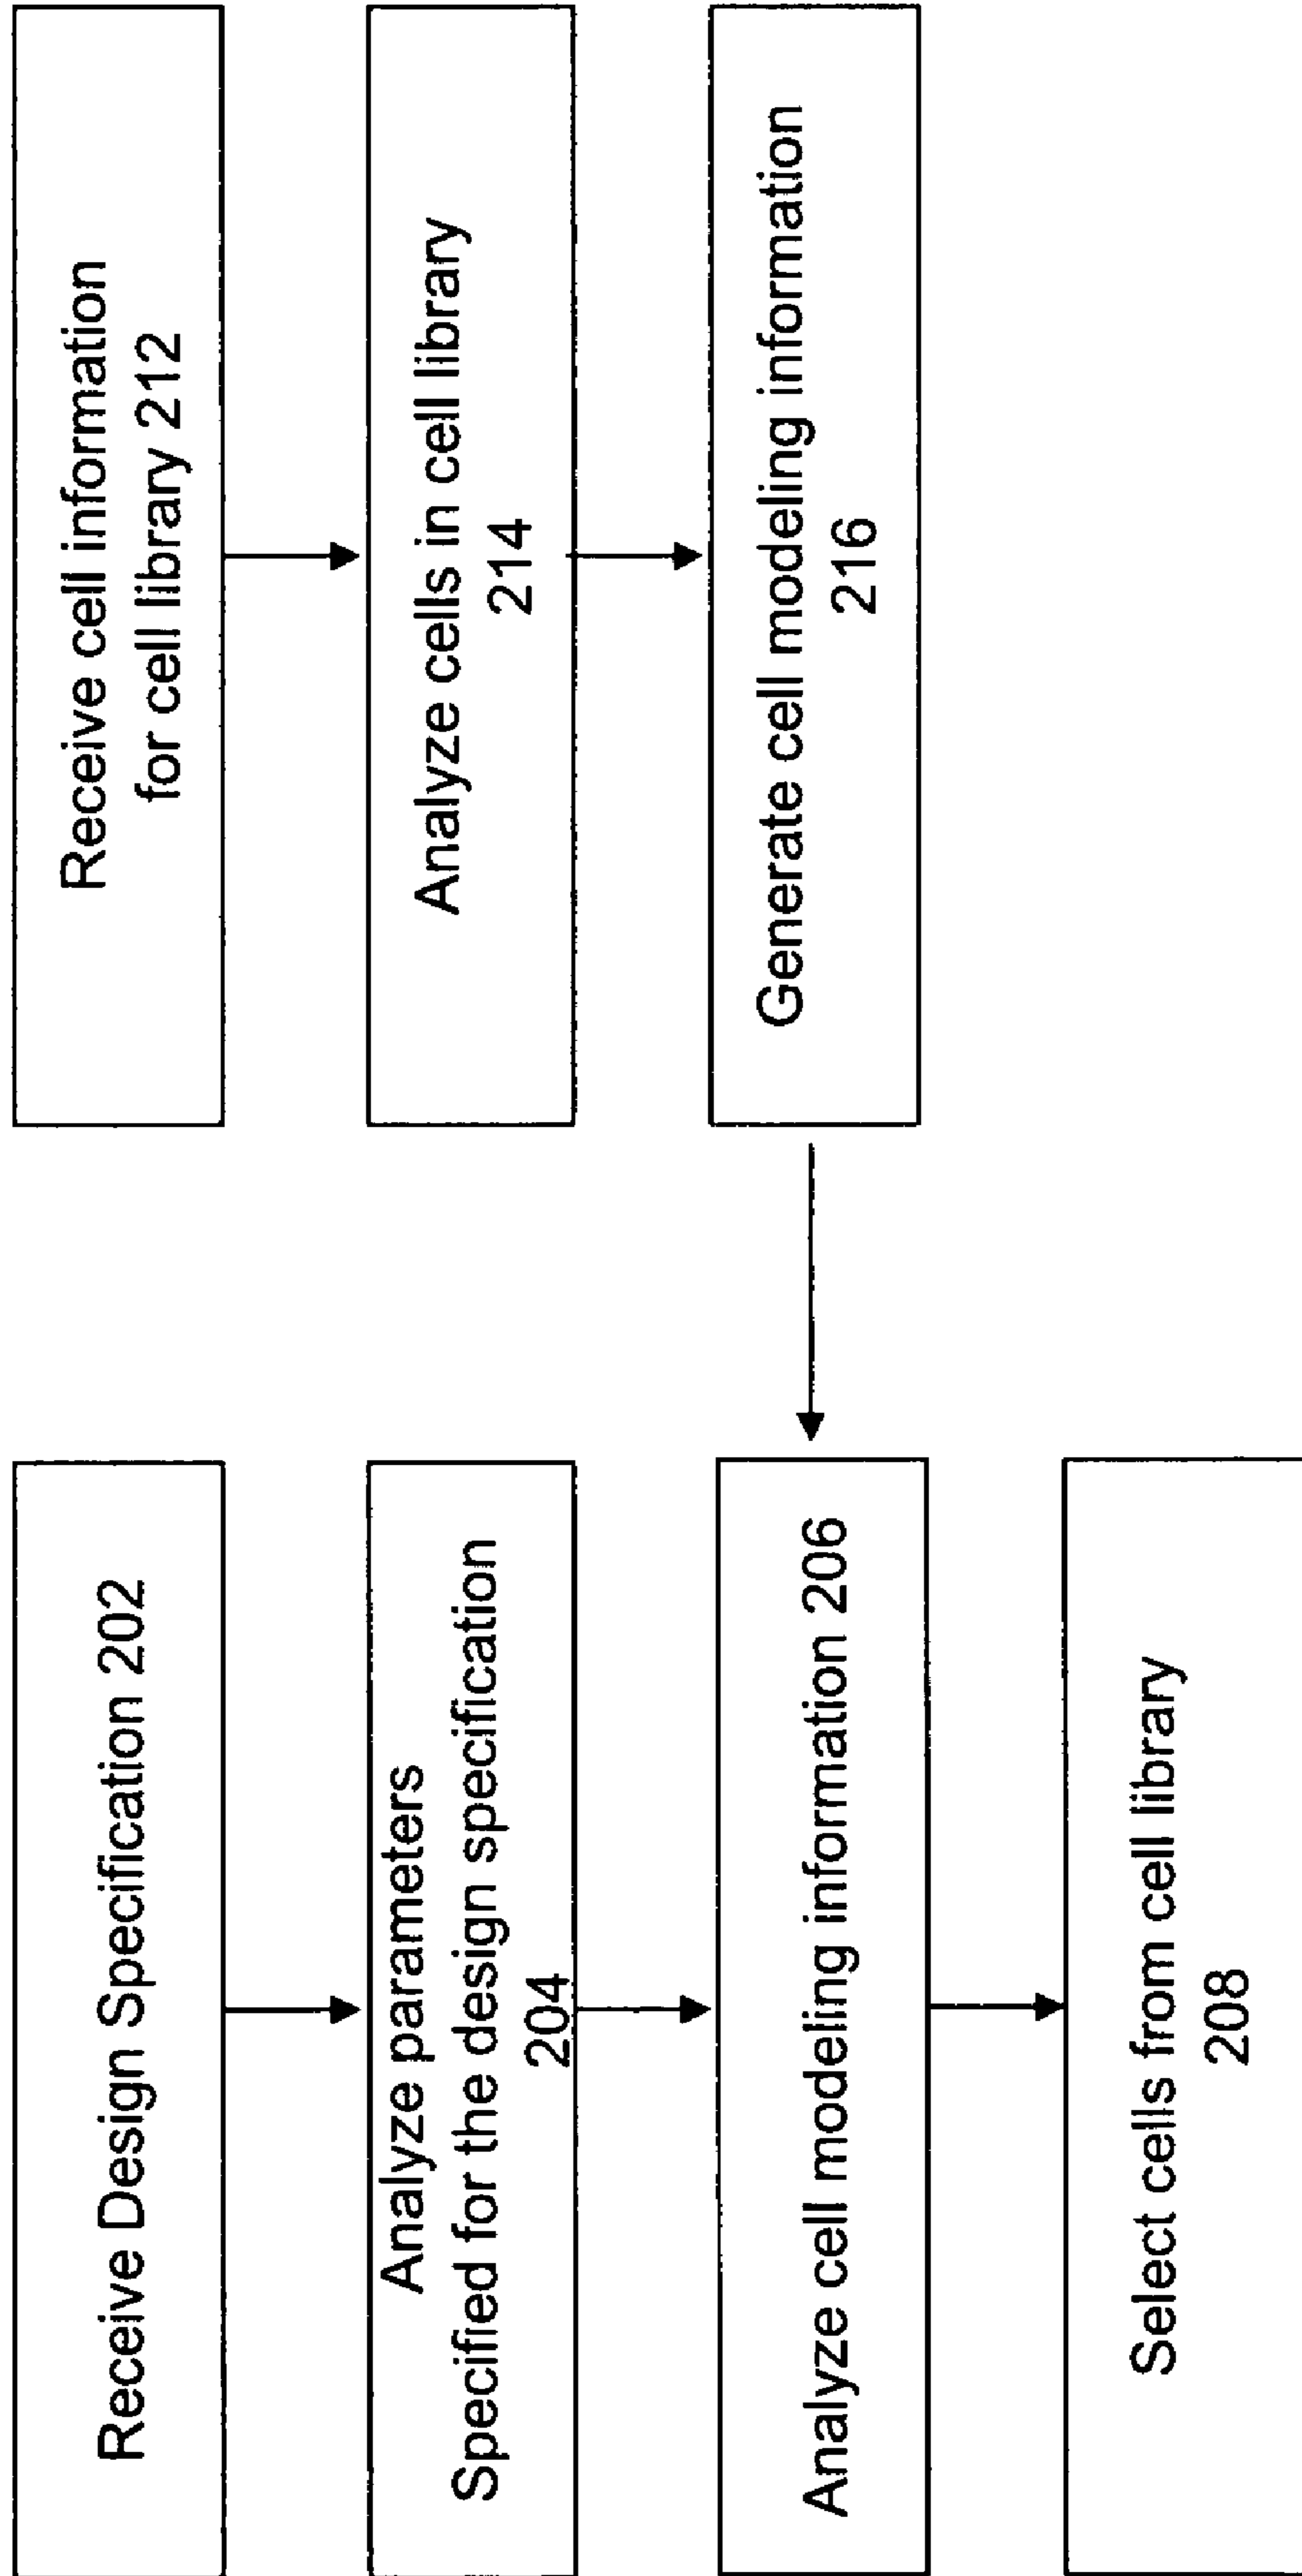 Receive Design Specification 202
Analyze parameters
Specified for the design specification
204
Analyze cell modeling information 206
Select cells from cell library
208
Receive cell information
for cell library 212
Analyze cells in cell library
214
Generate cell modeling information
216